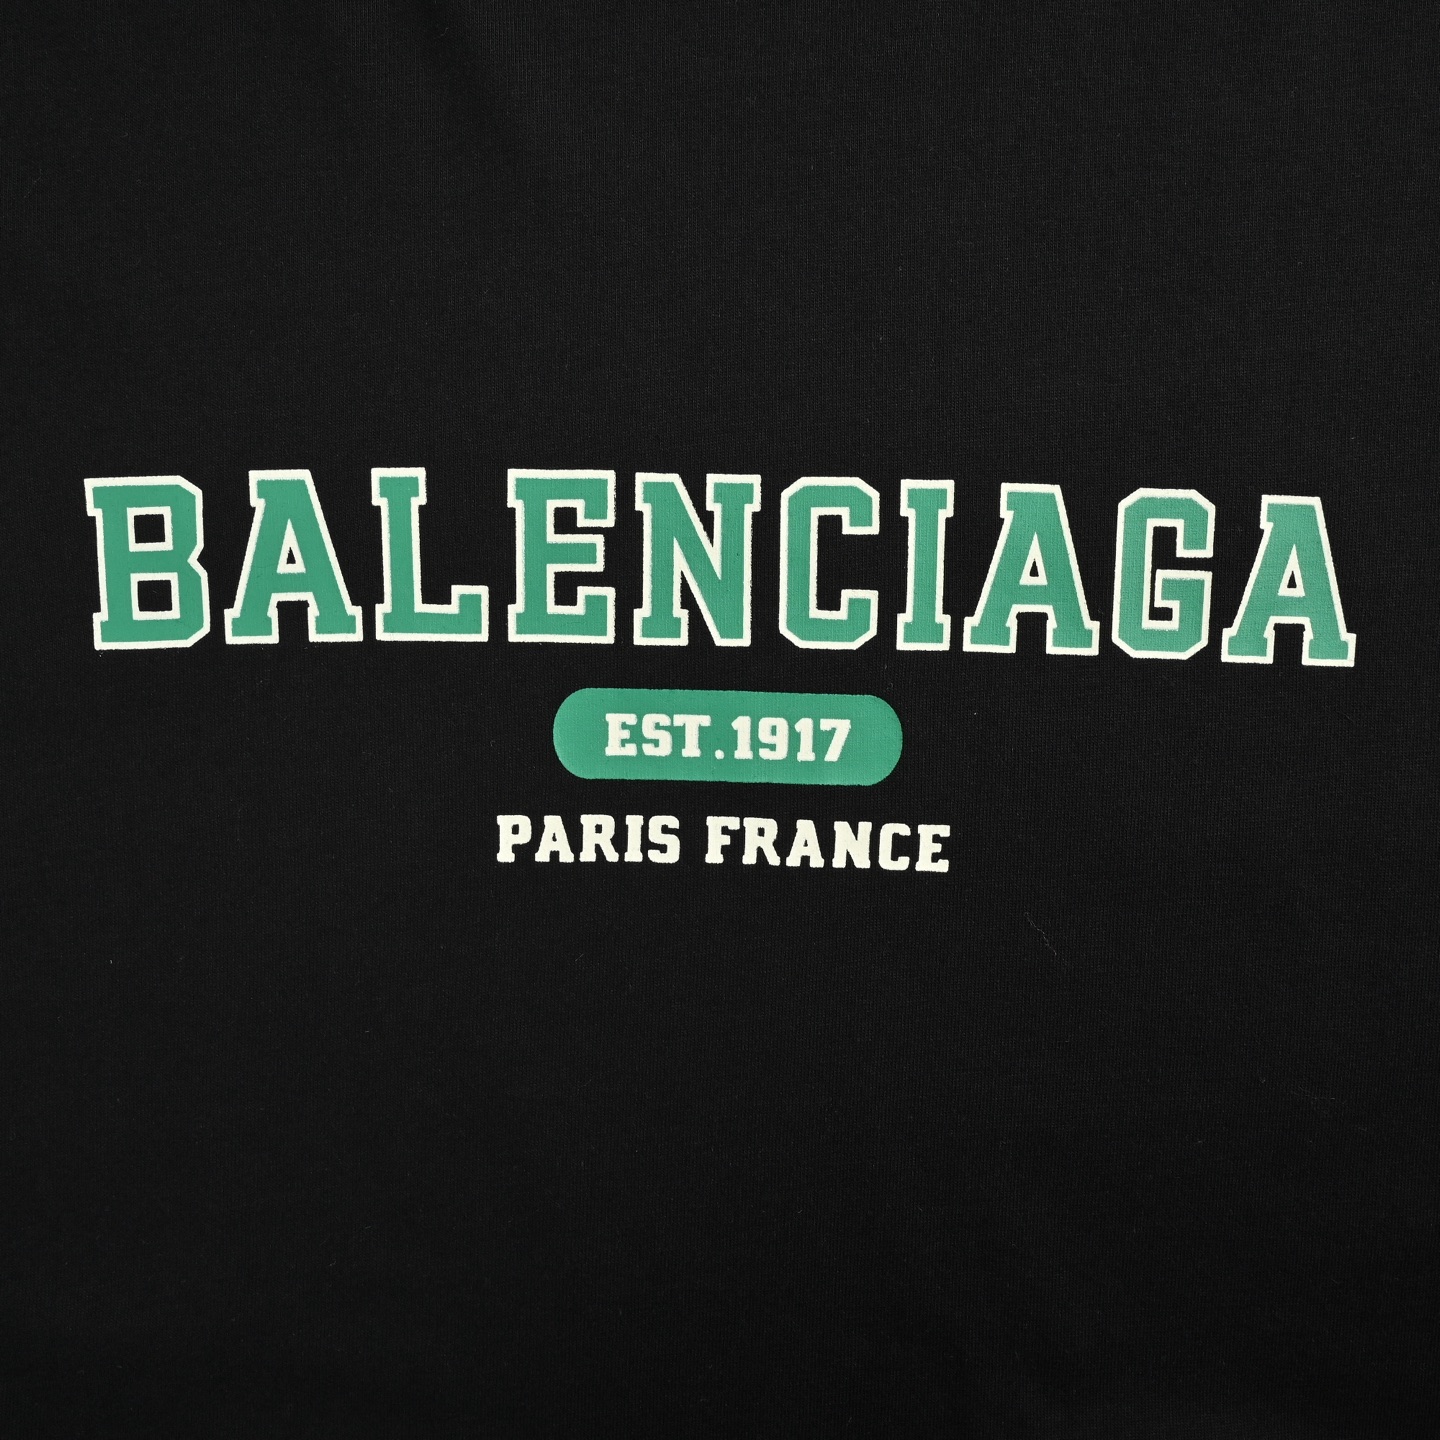 BALENCIAGA
EST.1917
PARIS FRANCE